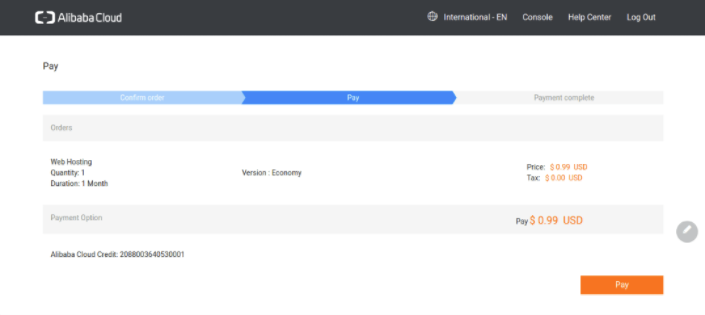 Alibaba Cloud
International - EN Console Help Center Log Out
Pay
Confirm order Pay Payment complete
Orders
Web Hosting
Quantity: 1
Duration: 1 Month
Version : Economy
Price: $ 0.99 USD
Tax: $ 0.00 USD
Payment Option
Pay $ 0.99 USD
Alibaba Cloud Credit: 2088003640530001
Pay